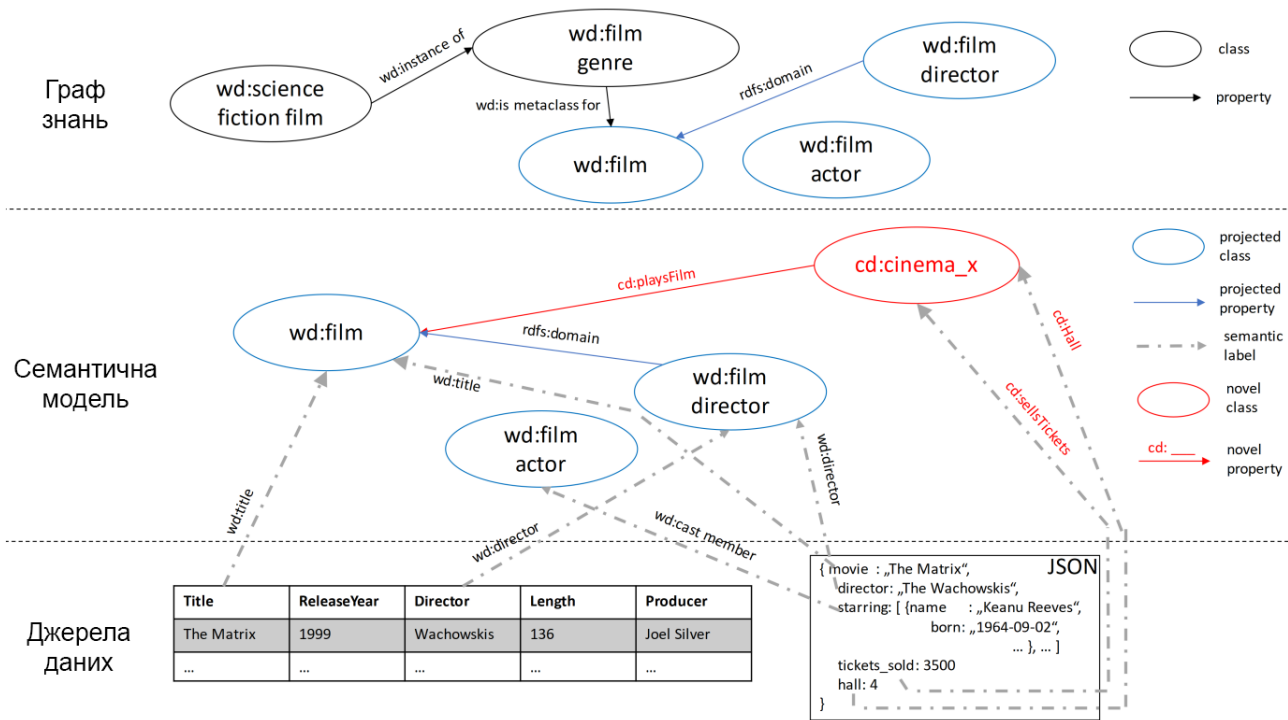 Граф
знань
wd:science
fiction film
wd:instance of
wd:film
genre
wd:is metaclass for
wd:film
rdfs:domain
wd:film
director
wd:film
actor
class
property
Семантична
модель
wd:film
cd:playsFilm
cd:cinema_x
rdfs:domain
wd:film
director
wd:film
actor
wd:title
wd:title
wd:director
wd:cast member
wd:director
cd:sellsTickets
cd:Hall
projected
class
projected
property
semantic
label
novel
class
cd: ___
novel
property
Джерела
даних
Title ReleaseYear Director Length Producer
The Matrix 1999 Wachowskis 136 Joel Silver
... ... ... ... ...
JSON
{ movie : „The Matrix“,
director: „The Wachowskis“,
starring: [ {name : „Keanu Reeves“,
born: „1964-09-02“,
... }, ... ]
tickets_sold: 3500
hall: 4
}